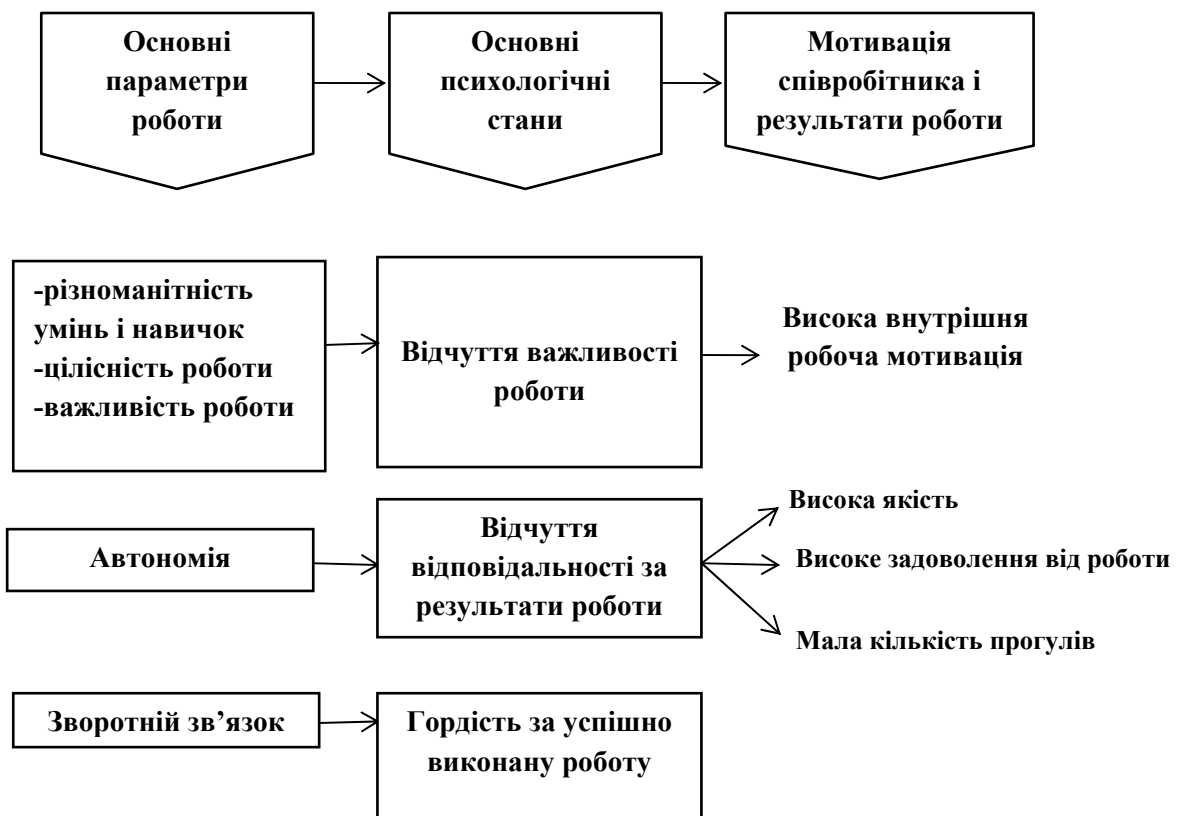 Основні
параметри
роботи
Основні
психологічні
стани
Мотивація
співробітника і
результати роботи
-різноманітність
умінь і навичок
-цілісність роботи
-важливість роботи
Відчуття важливості
роботи
Висока внутрішня
робоча мотивація
Автономія
Відчуття
відповідальності за
результати роботи
Висока якість
Високе задоволення від роботи
Мала кількість прогулів
Зворотній зв’язок
Гордість за успішно
виконану роботу